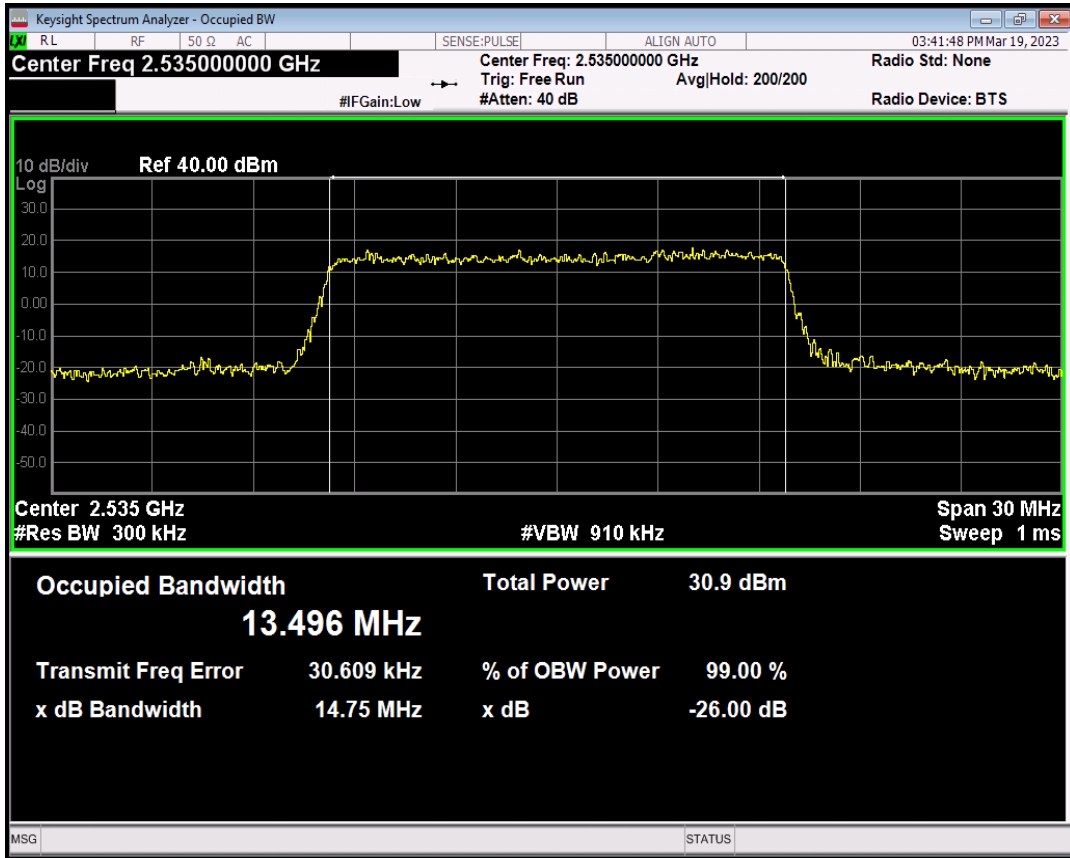 Keysight Spectrum Analyzer - Occupied BW
LXI RL RF 50 Ω AC SENSE:PULSE ALIGN AUTO 03:41:48 PM Mar 19, 2023
Center Freq 2.535000000 GHz Center Freq: 2.535000000 GHz Radio Std: None
Trig: Free Run Avg|Hold: 200/200
#IFGain:Low #Atten: 40 dB Radio Device: BTS
10 dB/div Ref 40.00 dBm
Log
30.0
20.0
10.0
0.00
-10.0
-20.0
-30.0
-40.0
-50.0
Center 2.535 GHz Span 30 MHz
#Res BW 300 kHz #VBW 910 kHz Sweep 1 ms
Occupied Bandwidth Total Power 30.9 dBm
13.496 MHz
Transmit Freq Error 30.609 kHz % of OBW Power 99.00 %
x dB Bandwidth 14.75 MHz x dB -26.00 dB
MSG STATUS